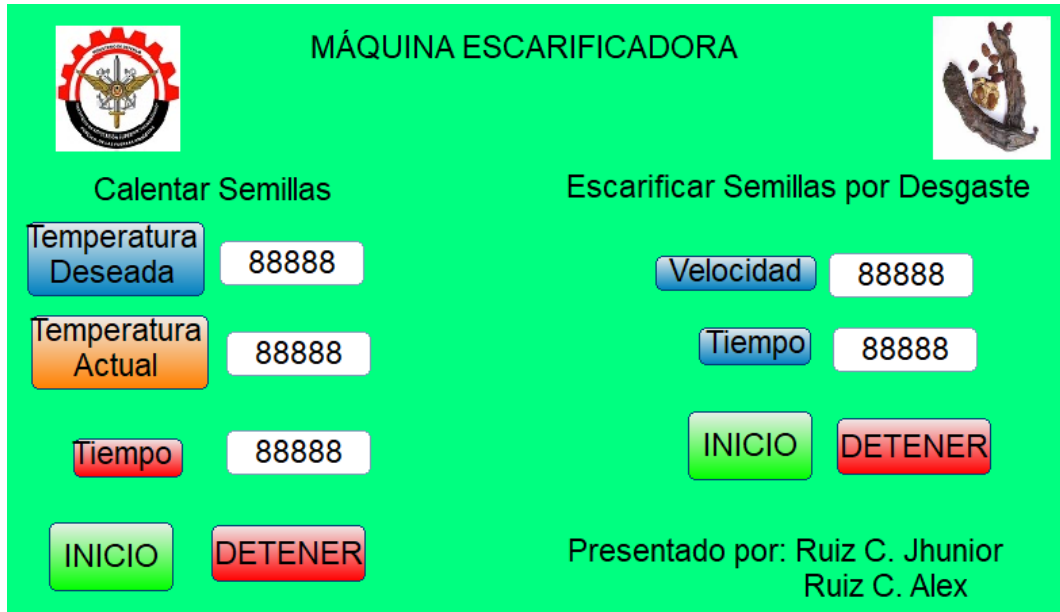 MÁQUINA ESCARIFICADORA
Calentar Semillas
Temperatura
Deseada
88888
Temperatura
Actual
88888
Tiempo
88888
INICIO
DETENER
Escarificar Semillas por Desgaste
Velocidad
88888
Tiempo
88888
INICIO
DETENER
Presentado por: Ruiz C. Jhunior
Ruiz C. Alex